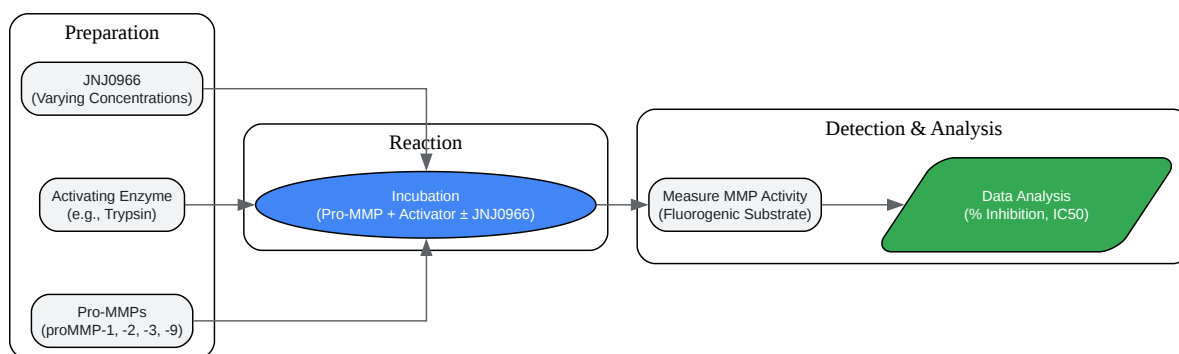 Preparation
JNJ0966
(Varying Concentrations)
Activating Enzyme
(e.g., Trypsin)
Pro-MMPs
(proMMP-1, -2, -3, -9)
Reaction
Incubation
(Pro-MMP + Activator ± JNJ0966)
Detection & Analysis
Measure MMP Activity
(Fluorogenic Substrate)
Data Analysis
(% Inhibition, IC50)